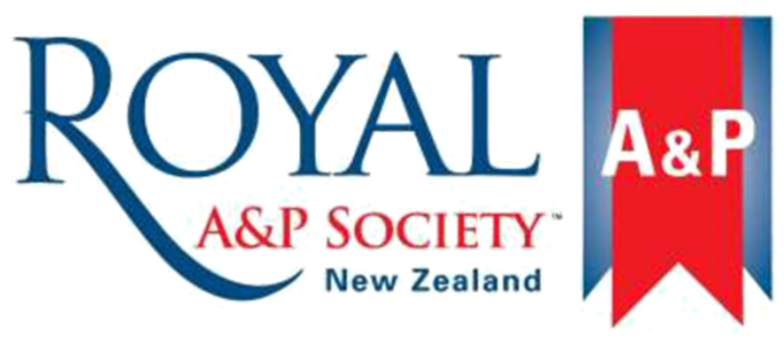 ROYAL
A&P SOCIETY™
New Zealand
A&P